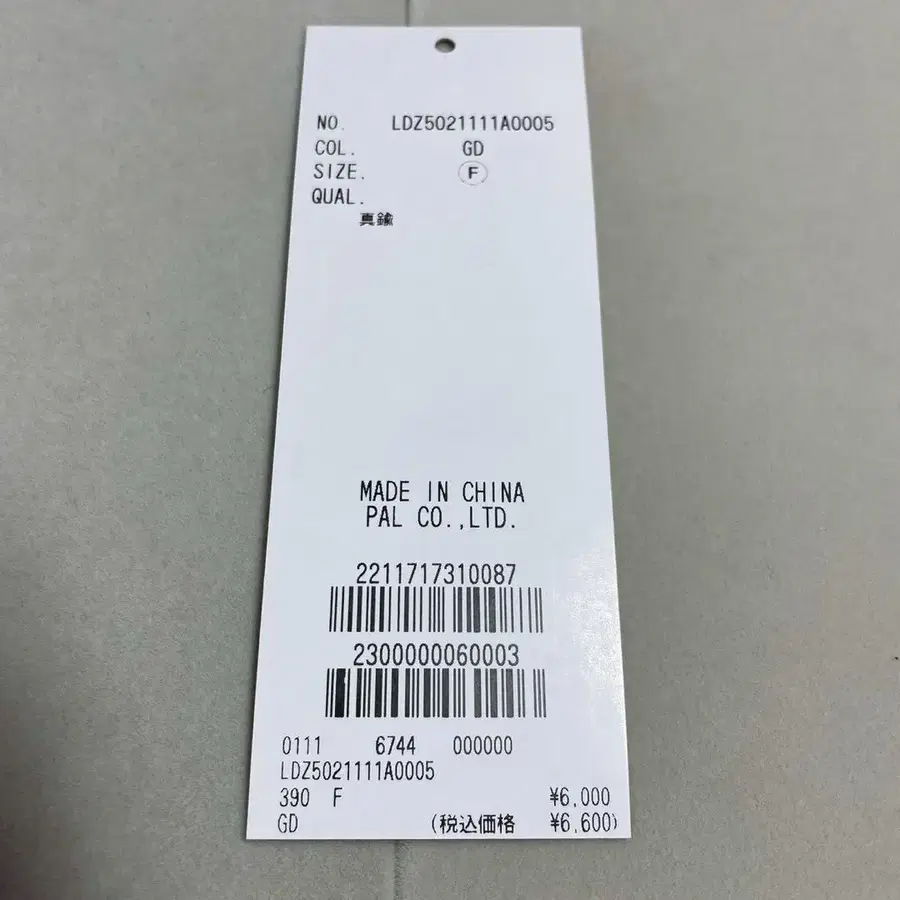 NO. LDZ5021111A0005
COL. GD
SIZE. F
QUAL.
真鍮
MADE IN CHINA
PAL CO.,LTD.
2211717310087
2300000060003
0111 6744 000000
LDZ5021111A0005
390 F ¥6,000
GD (税込価格 ¥6,600)